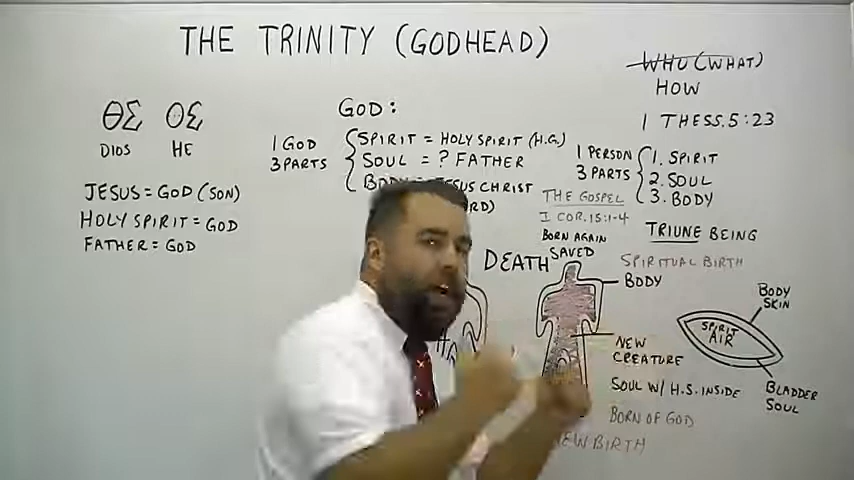 THE TRINITY (GODHEAD)
ΘΣ ΟΣ
DIOS HE
JESUS = GOD (SON)
HOLY SPIRIT = GOD
FATHER = GOD
GOD:
1 GOD
3 PARTS
SPIRIT = HOLY SPIRIT (H.G.)
SOUL = ? FATHER
JESUS CHRIST
WHO (WHAT)
HOW
1 THESS. 5:23
1 PERSON
3 PARTS
1. SPIRIT
2. SOUL
3. BODY
TRIUNE BEING
THE GOSPEL
I COR. 15:1-4
BORN AGAIN
SAVED
DEATH
SPIRITUAL BIRTH
BODY
NEW
CREATURE
SOUL W/ H.S. INSIDE
BORN OF GOD
NEW BIRTH
BODY
SKIN
SPIRIT
AIR
BLADDER
SOUL